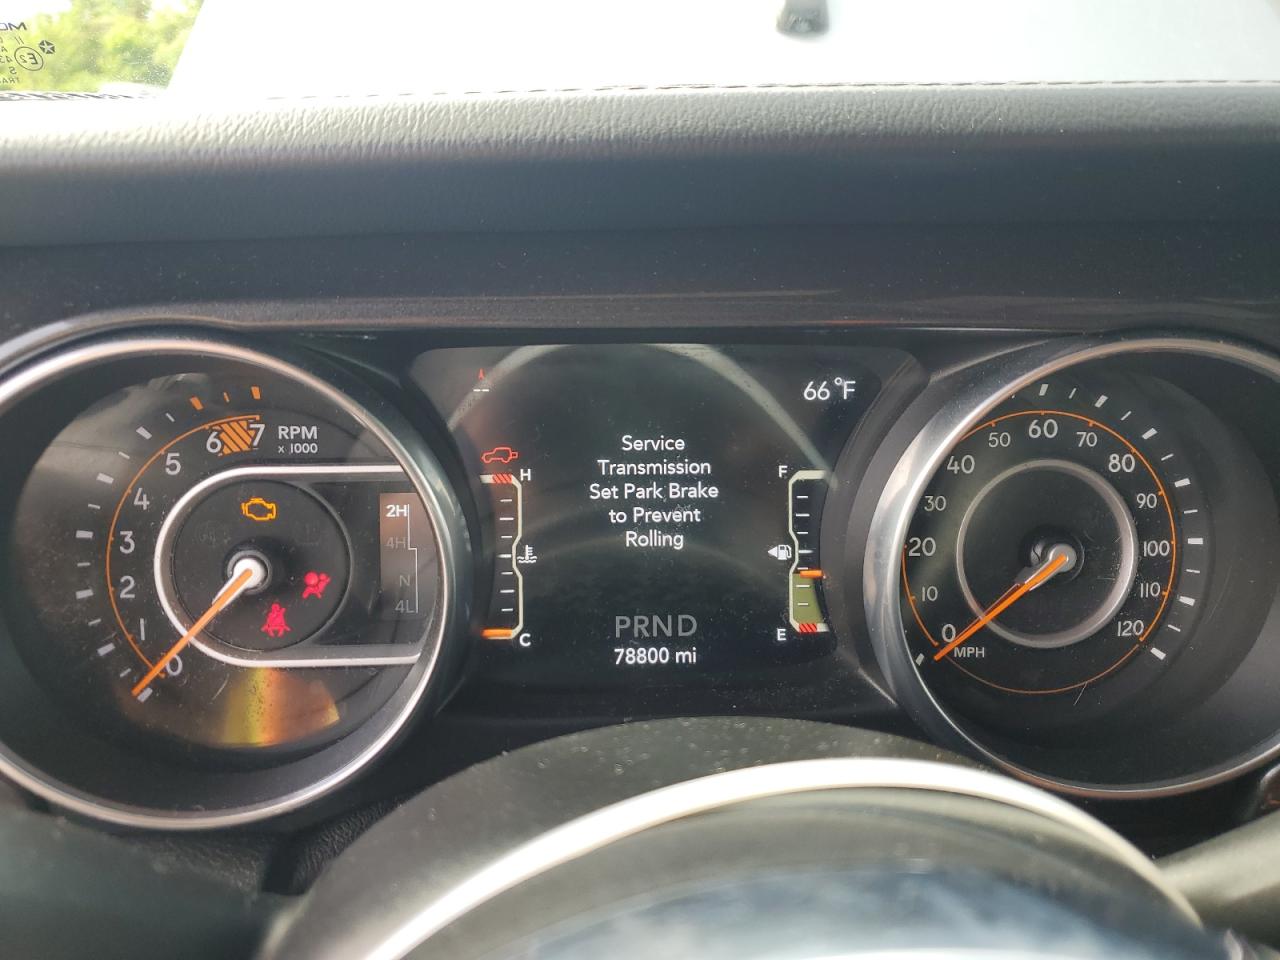 66°F
Service
Transmission
Set Park Brake
to Prevent
Rolling
PRND
78800 mi
H
C
F
E
RPM
x 1000
0
1
2
3
4
5
6
7
2H
4H
N
4L
0
10
20
30
40
50
60
70
80
90
100
110
120
MPH
E2